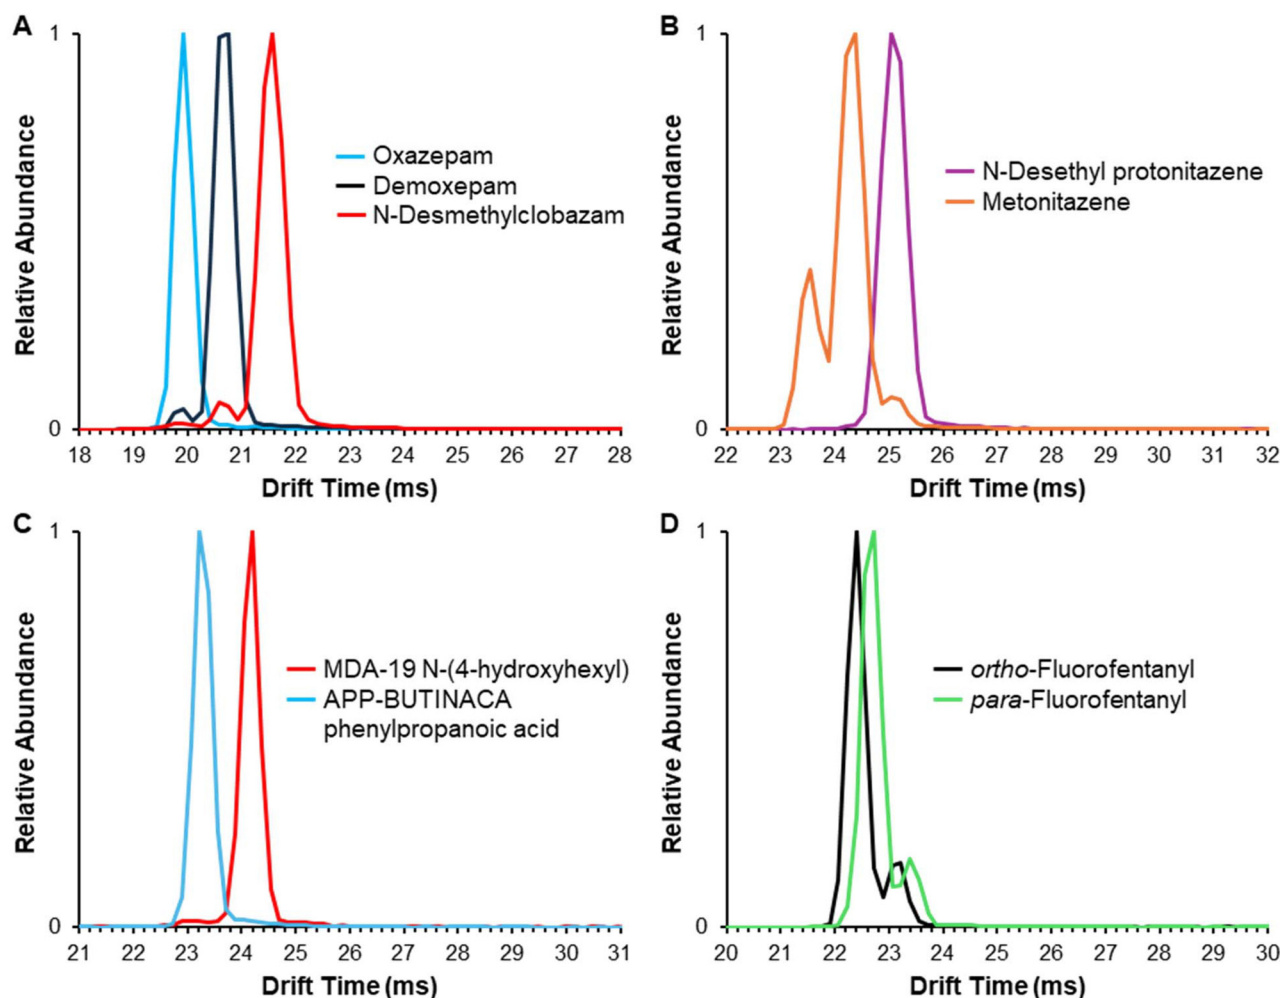 A
1
Relative Abundance
0
Oxazepam
Demoxepam
N-Desmethylclobazam
18 19 20 21 22 23 24 25 26 27 28
Drift Time (ms)
B
1
Relative Abundance
0
N-Desethyl protonitazene
Metonitazene
22 23 24 25 26 27 28 29 30 31 32
Drift Time (ms)
C
1
Relative Abundance
0
MDA-19 N-(4-hydroxyhexyl)
APP-BUTINACA
phenylpropanoic acid
21 22 23 24 25 26 27 28 29 30 31
Drift Time (ms)
D
1
Relative Abundance
0
ortho-Fluorofentanyl
para-Fluorofentanyl
20 21 22 23 24 25 26 27 28 29 30
Drift Time (ms)